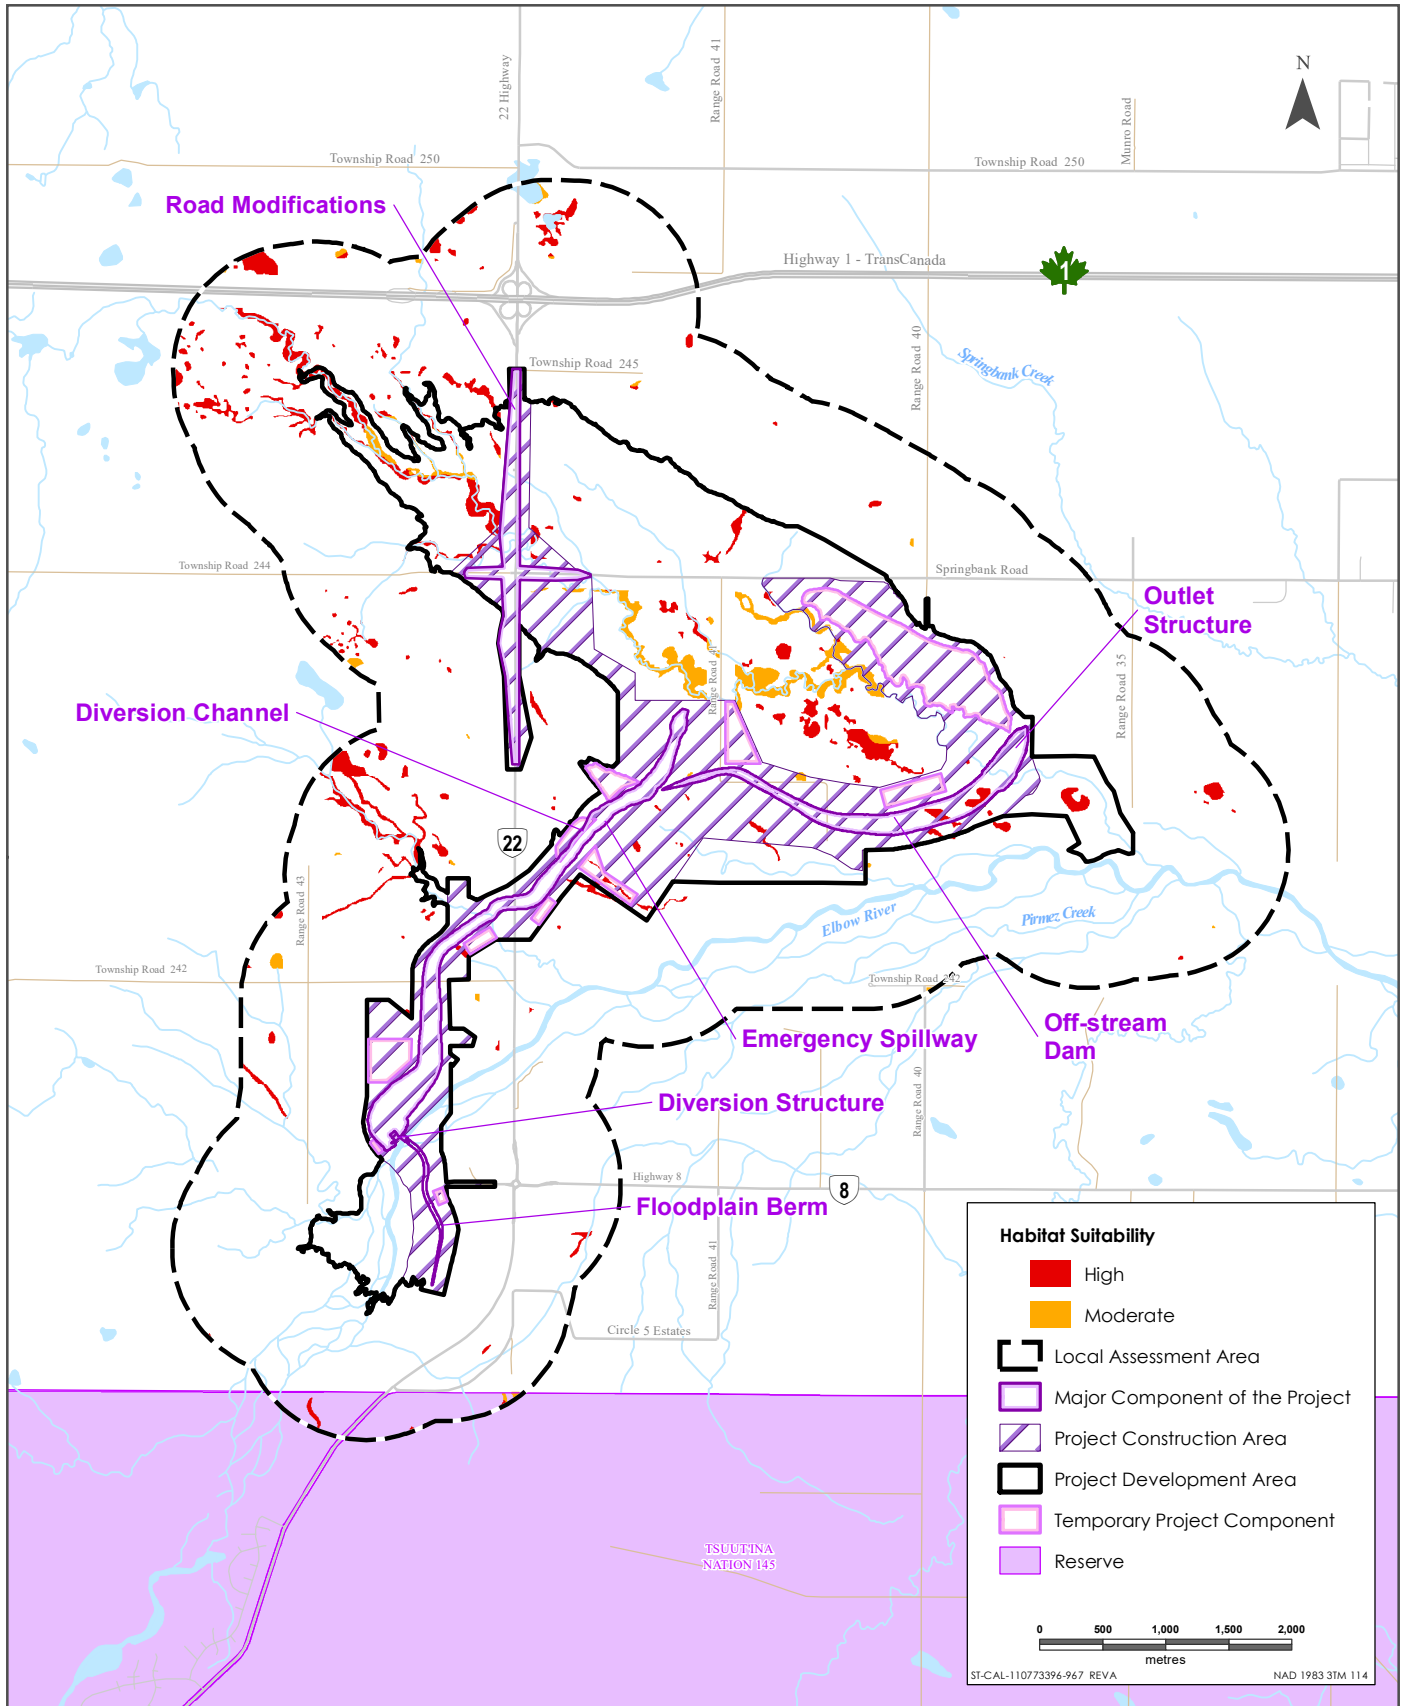 22 Highway
Range Road 41
Munro Road
N
Township Road 250
Township Road 250
Road Modifications
Highway 1 - TransCanada
1
Range Road 40
Springbank Creek
Township Road 245
Township Road 244
Springbank Road
Outlet
Structure
Range Road 41
Range Road 35
Diversion Channel
22
Range Road 43
Elbow River
Pirmez Creek
Township Road 242
Township Road 242
Off-stream
Dam
Emergency Spillway
Range Road 40
Diversion Structure
Highway 8
8
Floodplain Berm
Range Road 41
Circle 5 Estates
TSUUT'INA
NATION 145
Habitat Suitability
High
Moderate
Local Assessment Area
Major Component of the Project
Project Construction Area
Project Development Area
Temporary Project Component
Reserve
0 500 1,000 1,500 2,000
metres
ST-CAL-110773396-967 REVA
NAD 1983 3TM 114